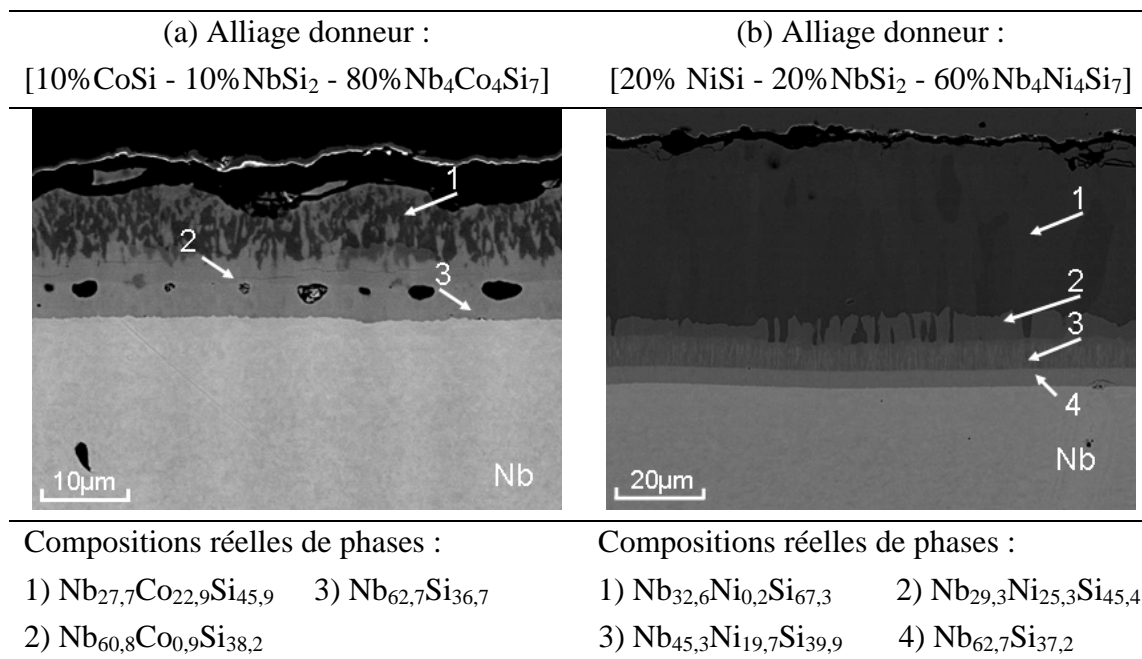 (a) Alliage donneur :
[10%CoSi - 10%NbSi₂ - 80%Nb₄Co₄Si₇]
(b) Alliage donneur :
[20% NiSi - 20%NbSi₂ - 60%Nb₄Ni₄Si₇]
1
2
3
Nb
10µm
1
2
3
4
Nb
20µm
Compositions réelles de phases :
1) Nb₂₇,₇Co₂₂,₉Si₄₅,₉ 3) Nb₆₂,₇Si₃₆,₇
2) Nb₆₀,₈Co₀,₉Si₃₈,₂
Compositions réelles de phases :
1) Nb₃₂,₆Ni₀,₂Si₆₇,₃ 2) Nb₂₉,₃Ni₂₅,₃Si₄₅,₄
3) Nb₄₅,₃Ni₁₉,₇Si₃₉,₉ 4) Nb₆₂,₇Si₃₇,₂